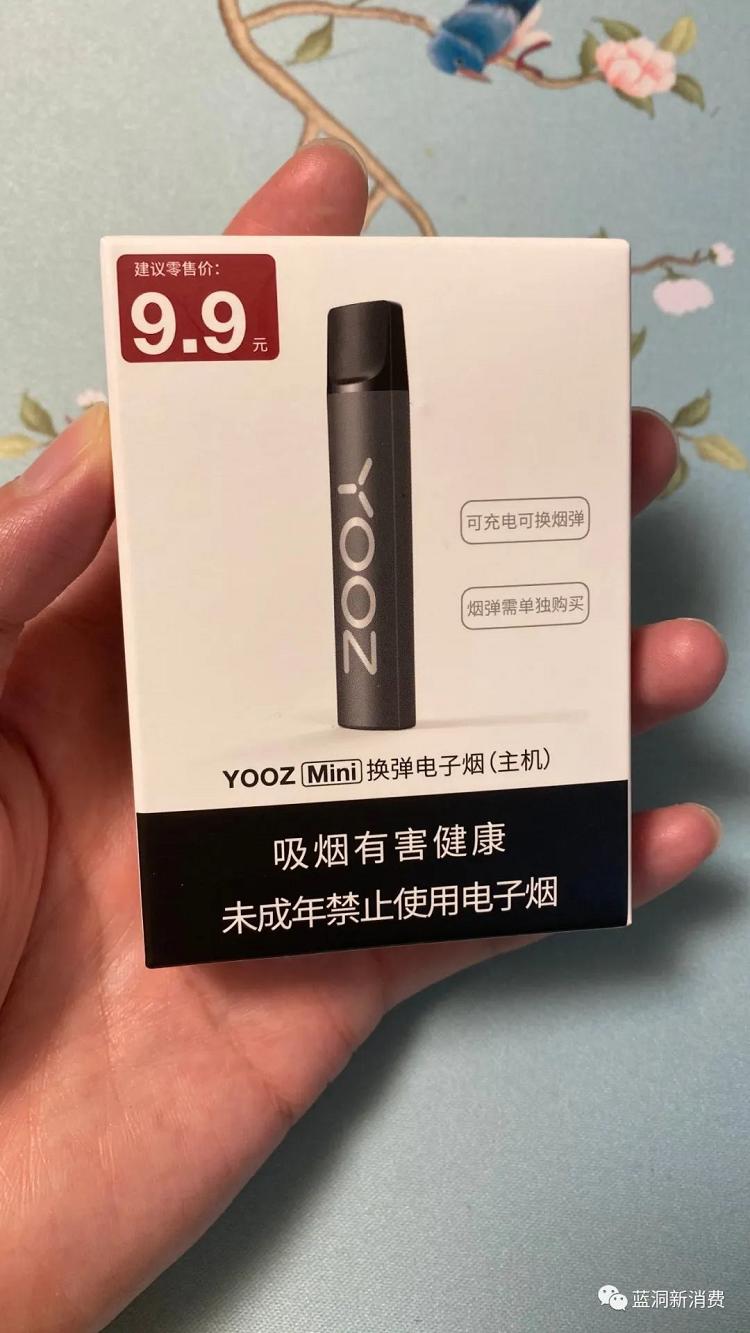 建议零售价：
9.9元
YOOZ
可充电可换烟弹
烟弹需单独购买
YOOZ Mini 换弹电子烟（主机）
吸烟有害健康
未成年禁止使用电子烟
蓝洞新消费